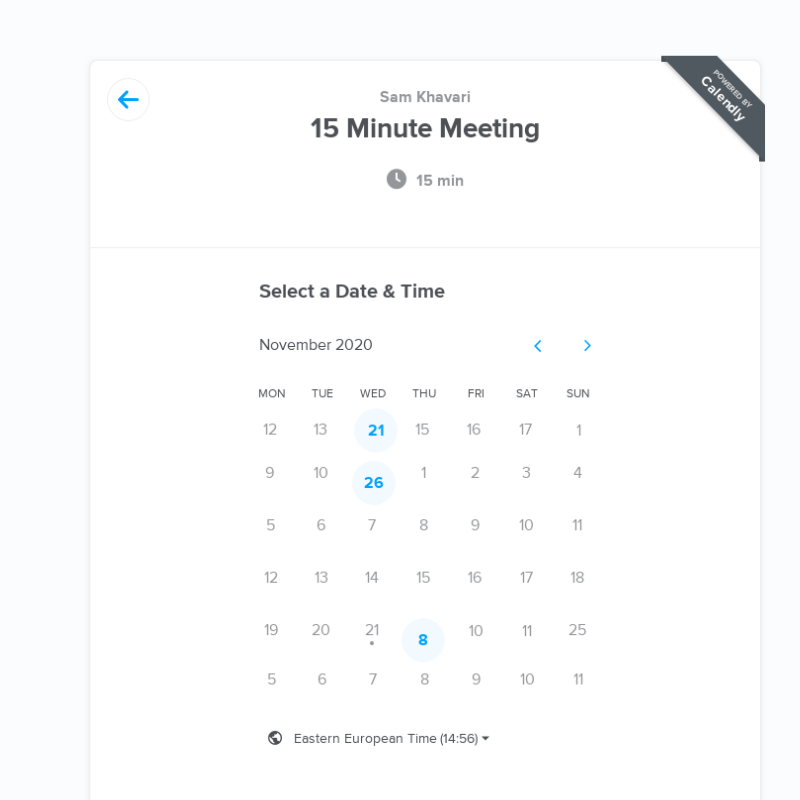 POWERED BY
Calendly
Sam Khavari
15 Minute Meeting
15 min
Select a Date & Time
November 2020
MON TUE WED THU FRI SAT SUN
12 13 21 15 16 17 1
9 10 26 1 2 3 4
5 6 7 8 9 10 11
12 13 14 15 16 17 18
19 20 21 8 10 11 25
5 6 7 8 9 10 11
Eastern European Time (14:56)